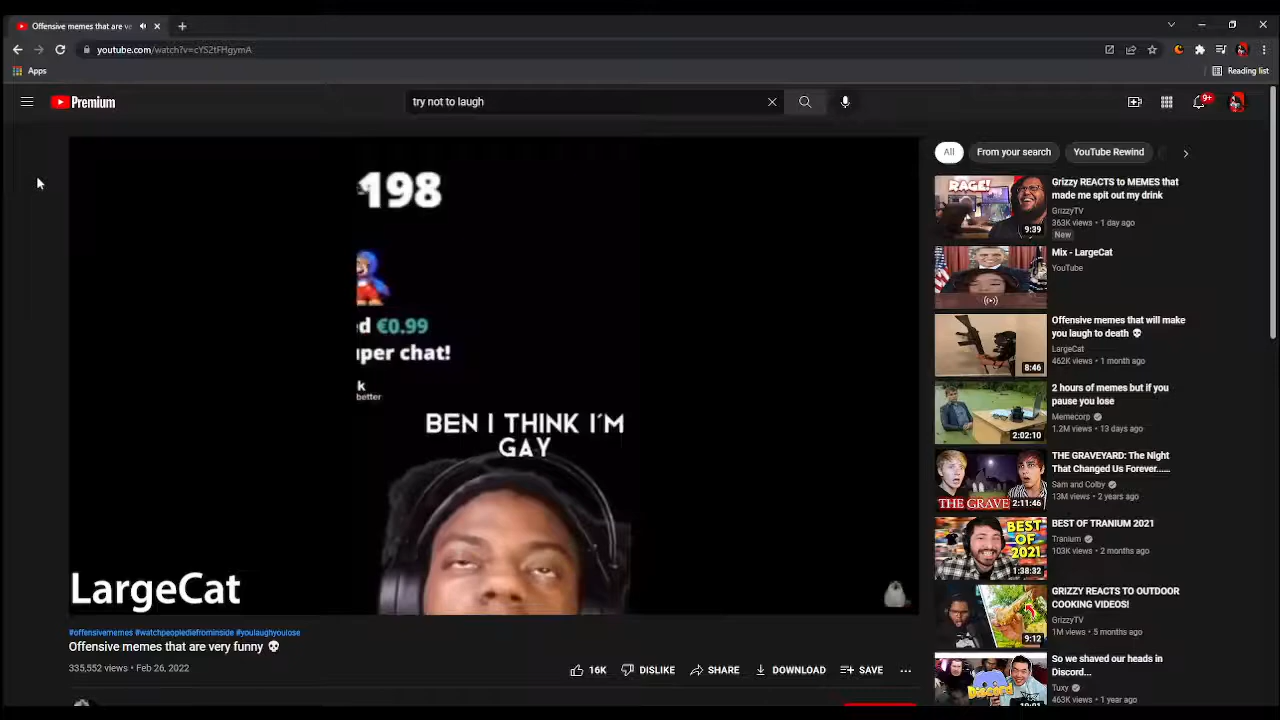 Offensive memes that are ve
youtube.com/watch?v=cYS2tFHgymA
Apps
Reading list
Premium
try not to laugh
9+
198
d €0.99
uper chat!
k
better
BEN I THINK I´M
GAY
LargeCat
#offensivememes #watchpeoplediefrominside #youlaughyoulose
Offensive memes that are very funny 💀
335,552 views • Feb 26, 2022
16K
DISLIKE
SHARE
DOWNLOAD
SAVE
All
From your search
YouTube Rewind
RAGE!
9:39
Grizzy REACTS to MEMES that
made me spit out my drink
GrizzyTV
363K views • 1 day ago
New
Mix - LargeCat
YouTube
8:46
Offensive memes that will make
you laugh to death 💀
LargeCat
462K views • 1 month ago
2:02:10
2 hours of memes but if you
pause you lose
Memecorp
1.2M views • 13 days ago
THE GRAVE
2:11:46
THE GRAVEYARD: The Night
That Changed Us Forever......
Sam and Colby
13M views • 2 years ago
BEST
OF
2021
1:38:32
BEST OF TRANIUM 2021
Tranium
103K views • 2 months ago
9:12
GRIZZY REACTS TO OUTDOOR
COOKING VIDEOS!
GrizzyTV
1M views • 5 months ago
Discord
So we shaved our heads in
Discord...
Tuxy
463K views • 1 year ago